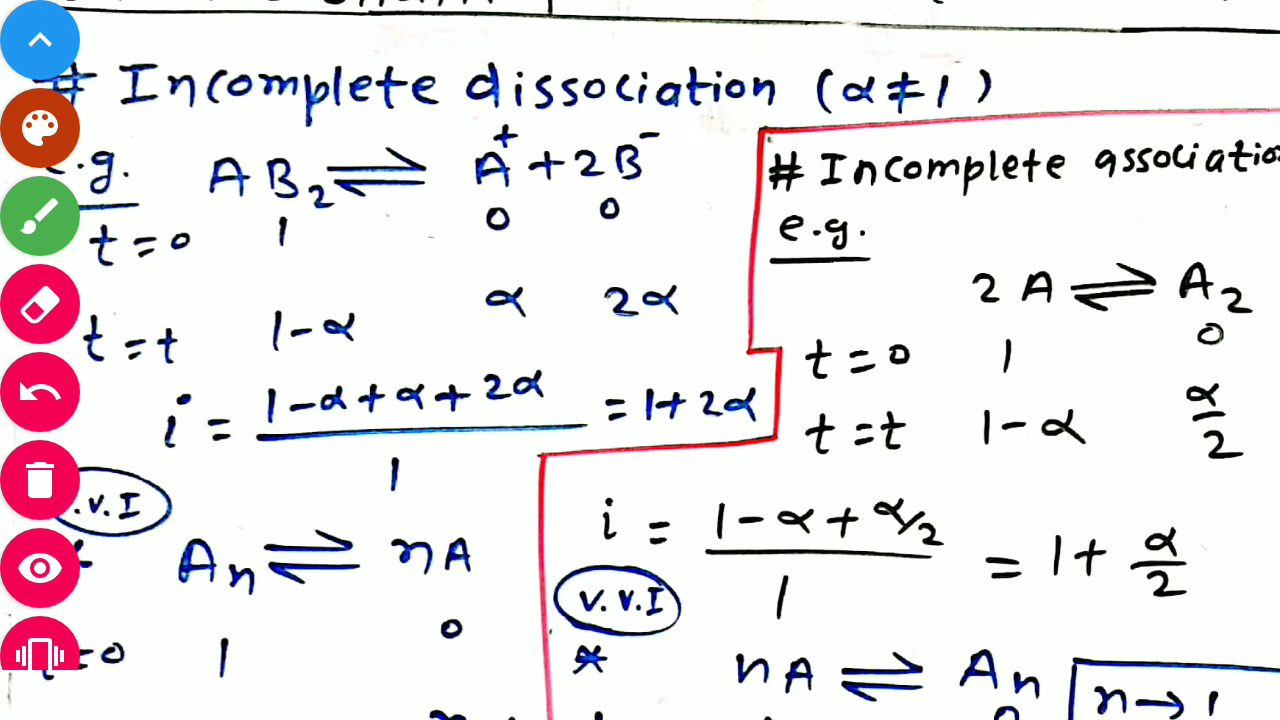 # Incomplete dissociation (α≠1)
e.g. AB₂ ⇌ A⁺ + 2B⁻
t=0 1 0 0
t=t 1-α α 2α
i = (1-α+α+2α)/1 = 1+2α
.v.I
Aₙ ⇌ nA
=0 1 0
# Incomplete associatio
e.g.
2A ⇌ A₂
t=0 1 0
t=t 1-α α/2
i = (1-α+α/2)/1 = 1+α/2
v.v.I
* nA ⇌ Aₙ
n→1